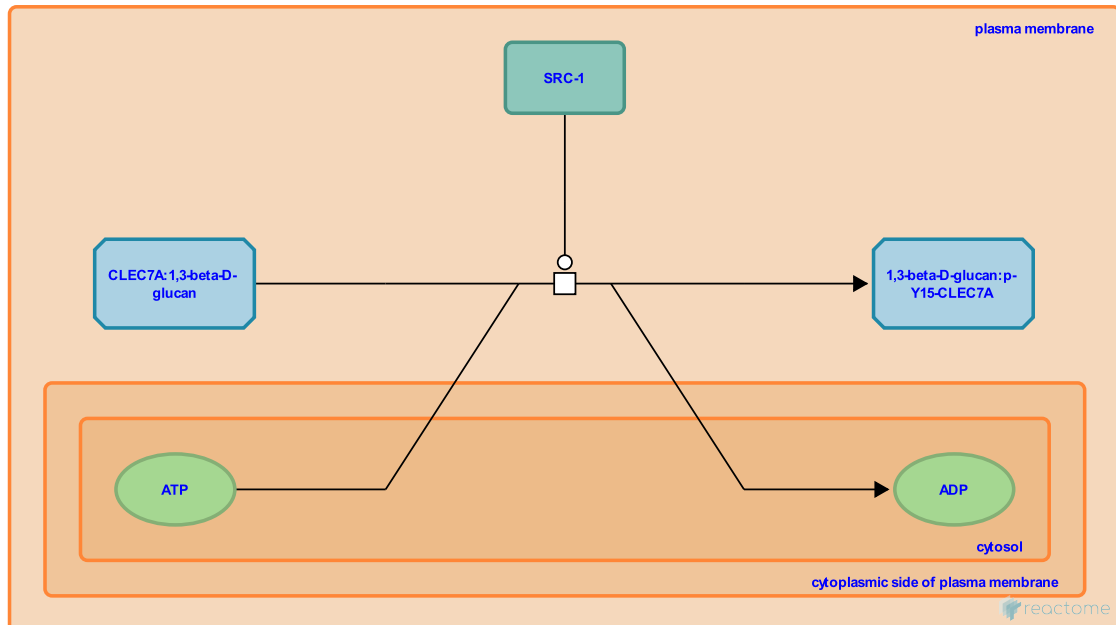 plasma membrane
SRC-1
CLEC7A:1,3-beta-D-
glucan
1,3-beta-D-glucan:p-
Y15-CLEC7A
ATP
ADP
cytosol
cytoplasmic side of plasma membrane
reactome